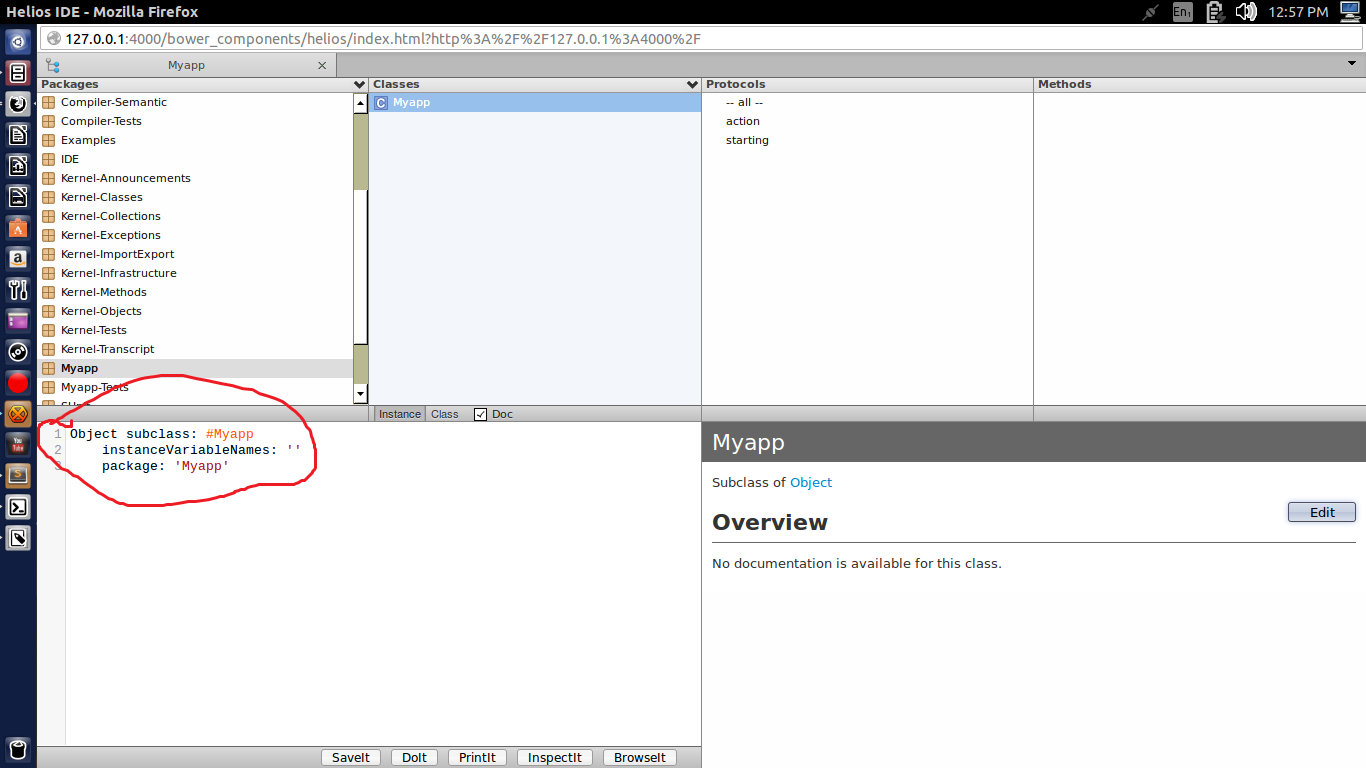 Helios IDE - Mozilla Firefox
En1
12:57 PM
127.0.0.1:4000/bower_components/helios/index.html?http%3A%2F%2F127.0.0.1%3A4000%2F
Myapp
Packages
Compiler-Semantic
Compiler-Tests
Examples
IDE
Kernel-Announcements
Kernel-Classes
Kernel-Collections
Kernel-Exceptions
Kernel-ImportExport
Kernel-Infrastructure
Kernel-Methods
Kernel-Objects
Kernel-Tests
Kernel-Transcript
Myapp
Myapp-Tests
Classes
C Myapp
Instance Class Doc
Protocols
-- all --
action
starting
Methods
1 Object subclass: #Myapp
2 instanceVariableNames: ''
3 package: 'Myapp'
SaveIt DoIt PrintIt InspectIt BrowseIt
Myapp
Subclass of Object
Edit
Overview
No documentation is available for this class.
You
Tube